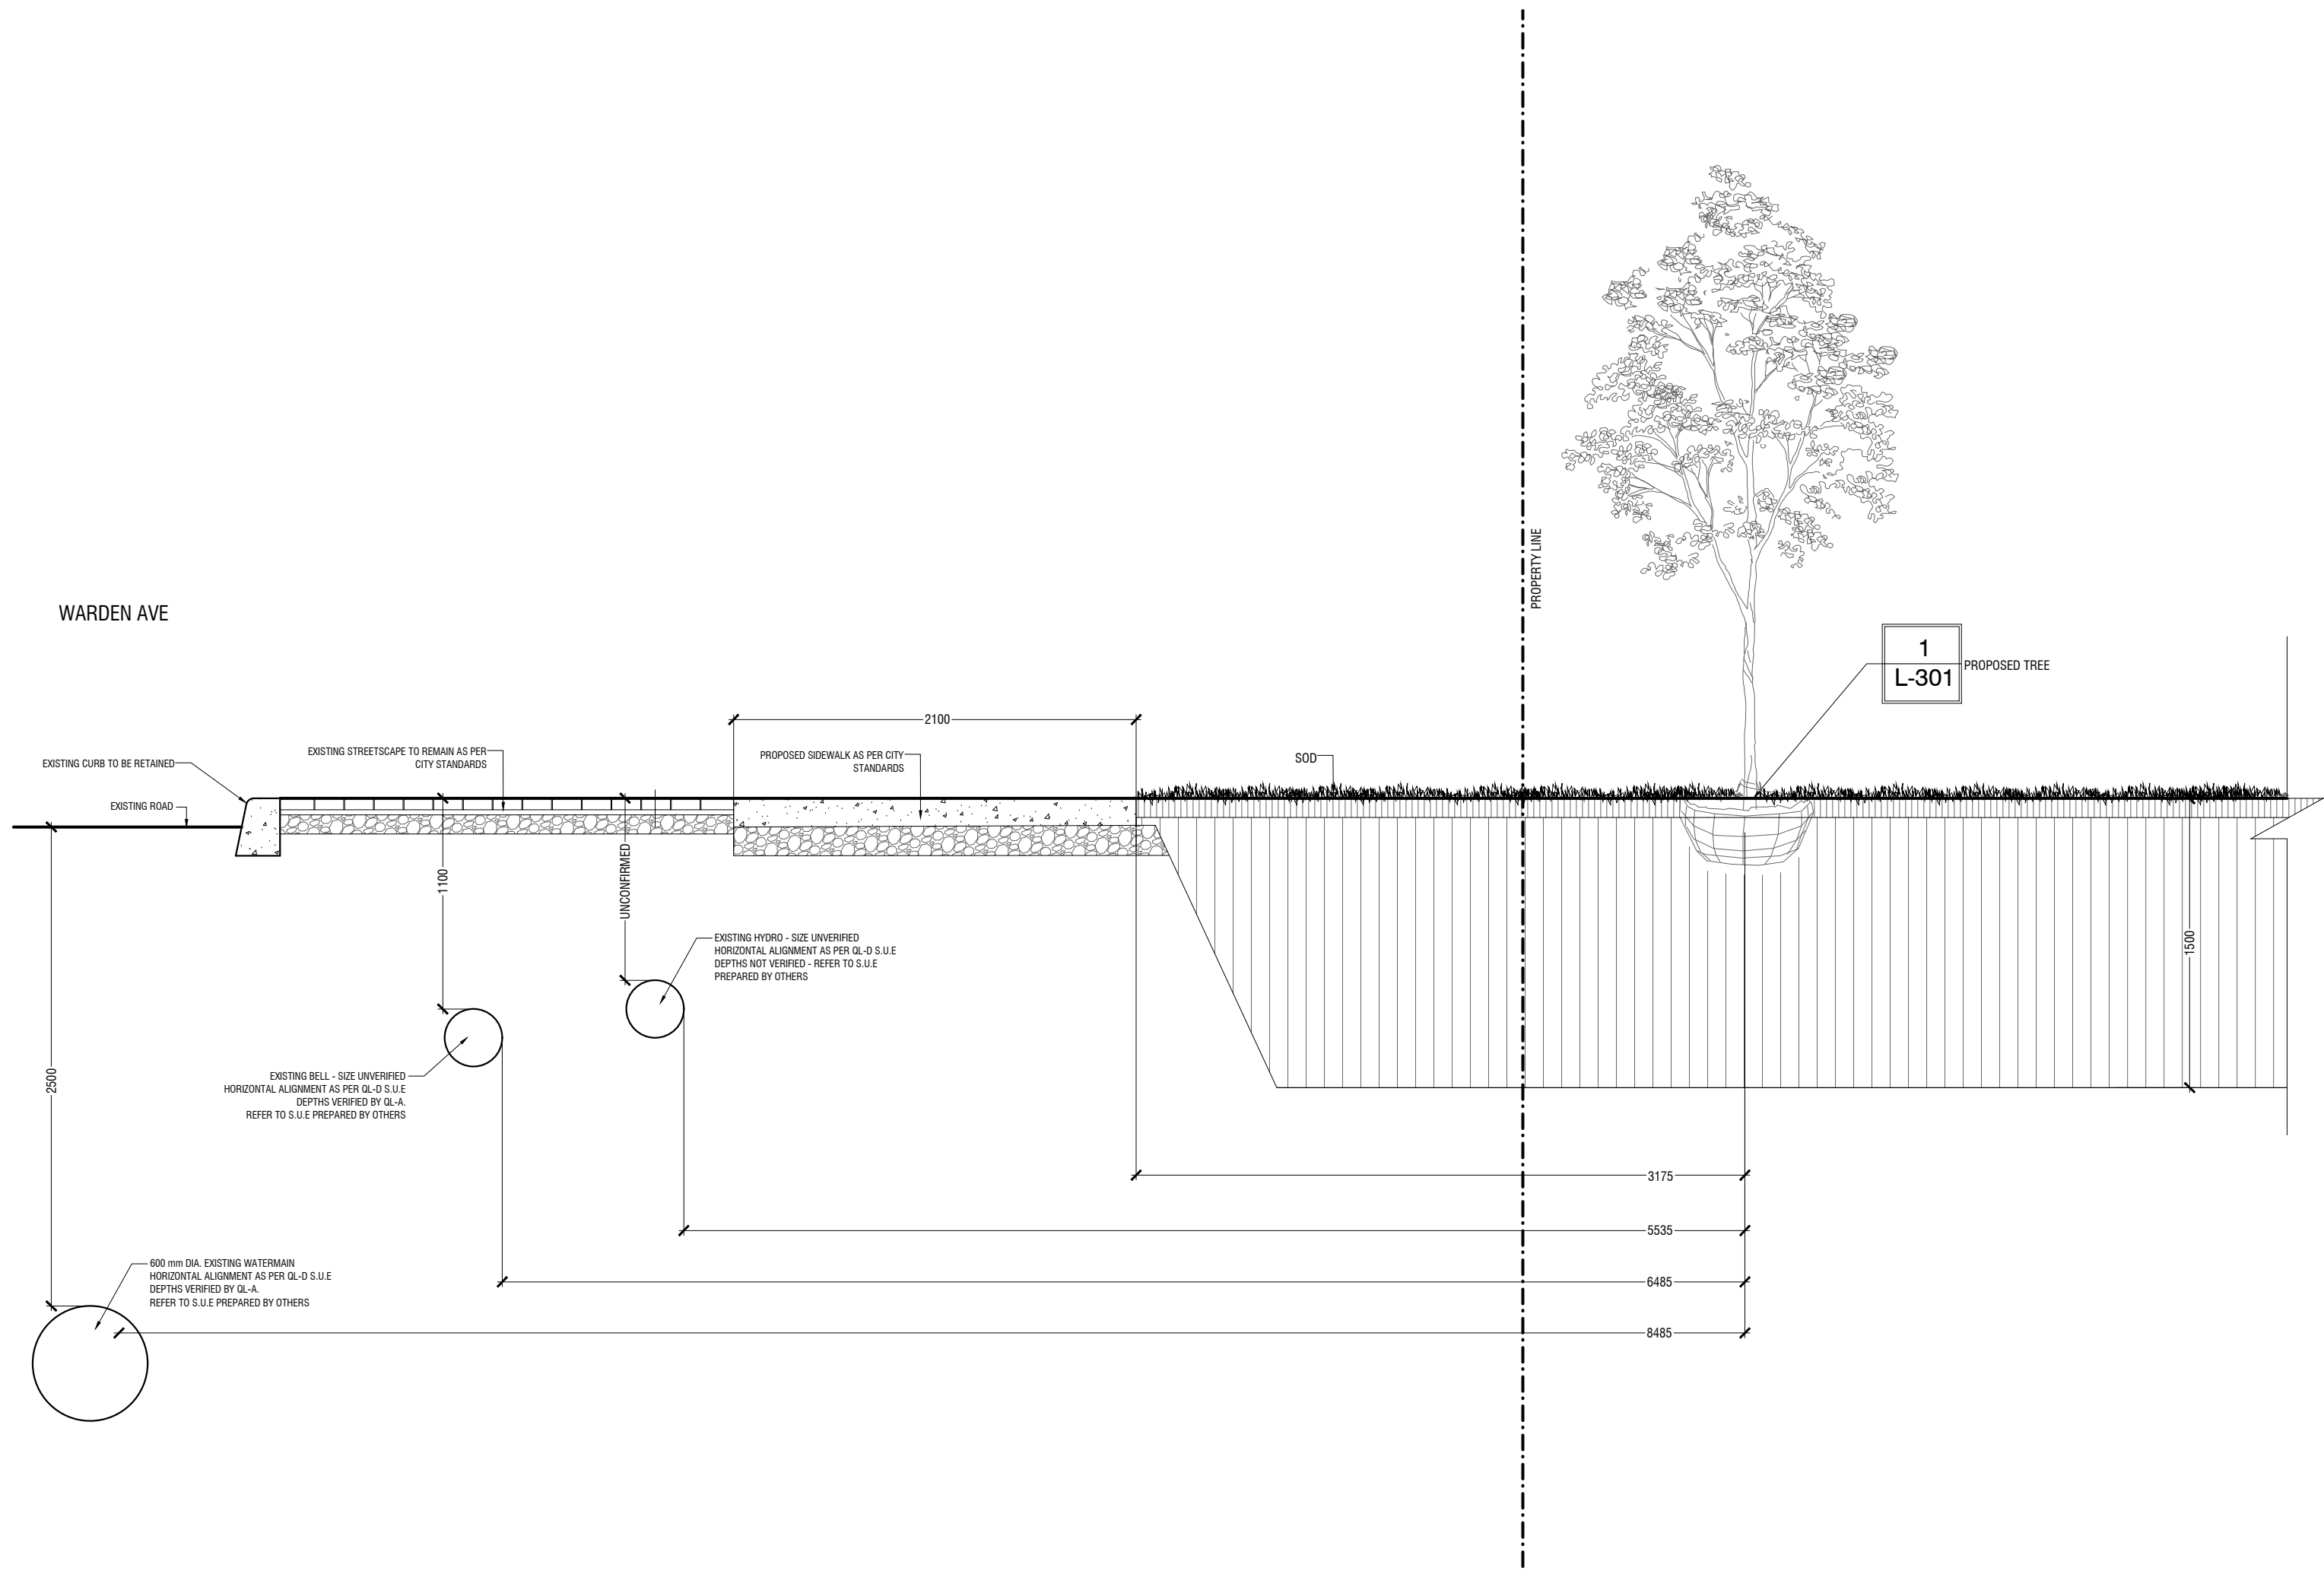 WARDEN AVE
PROPERTY LINE
1
L-301
PROPOSED TREE
2100
EXISTING CURB TO BE RETAINED
EXISTING STREETSCAPE TO REMAIN AS PER
CITY STANDARDS
PROPOSED SIDEWALK AS PER CITY
STANDARDS
SOD
EXISTING ROAD
1100
UNCONFIRMED
EXISTING HYDRO - SIZE UNVERIFIED
HORIZONTAL ALIGNMENT AS PER QL-D S.U.E
DEPTHS NOT VERIFIED - REFER TO S.U.E
PREPARED BY OTHERS
1500
2500
EXISTING BELL - SIZE UNVERIFIED
HORIZONTAL ALIGNMENT AS PER QL-D S.U.E
DEPTHS VERIFIED BY QL-A.
REFER TO S.U.E PREPARED BY OTHERS
3175
5535
600 mm DIA. EXISTING WATERMAIN
HORIZONTAL ALIGNMENT AS PER QL-D S.U.E
DEPTHS VERIFIED BY QL-A.
REFER TO S.U.E PREPARED BY OTHERS
6485
8485